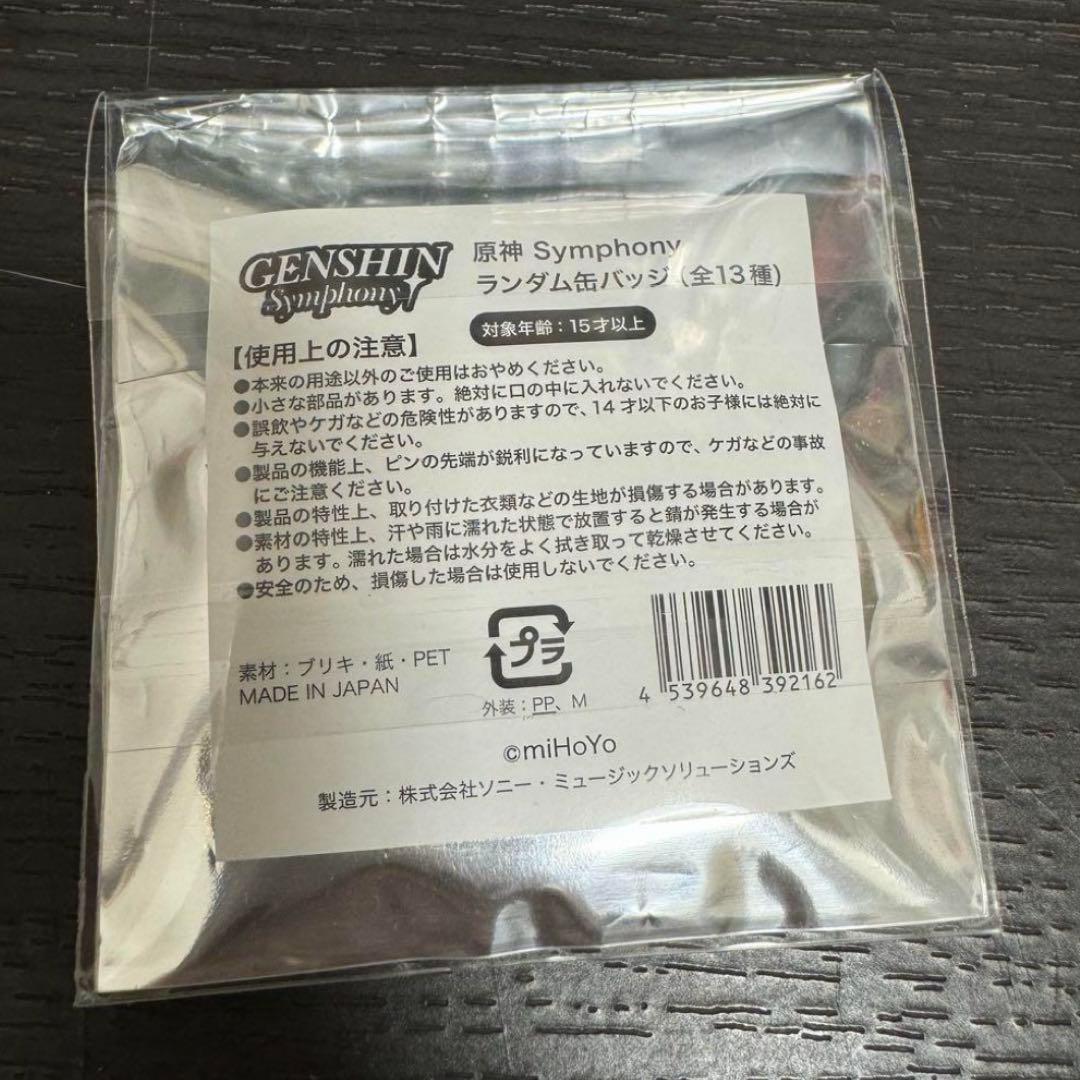 GENSHIN
Symphony
原神 Symphony
ランダム缶バッジ(全13種)
対象年齢:15才以上
【使用上の注意】
●本来の用途以外のご使用はおやめください。
●小さな部品があります。絶対に口の中に入れないでください。
●誤飲やケガなどの危険性がありますので、14才以下のお子様には絶対に
与えないでください。
●製品の機能上、ピンの先端が鋭利になっていますので、ケガなどの事故
にご注意ください。
●製品の特性上、取り付けた衣類などの生地が損傷する場合があります。
●素材の特性上、汗や雨に濡れた状態で放置すると錆が発生する場合が
あります。濡れた場合は水分をよく拭き取って乾燥させてください。
●安全のため、損傷した場合は使用しないでください。
素材:ブリキ・紙・PET
MADE IN JAPAN
プラ
外装:PP、M
4 539648 392162
©miHoYo
製造元:株式会社ソニー・ミュージックソリューションズ